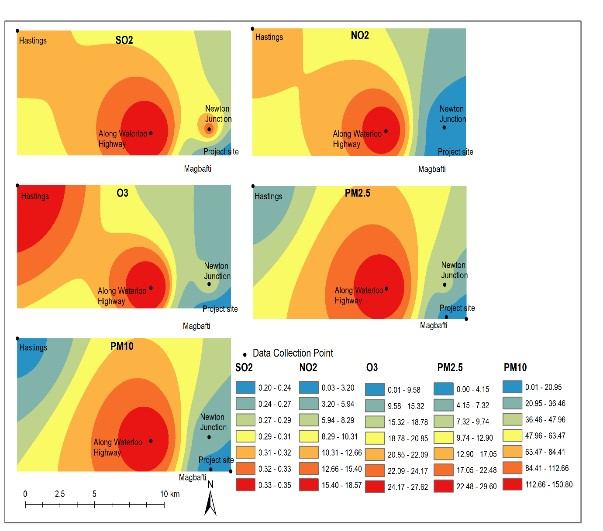 SO2
Hastings
Along Waterloo
Highway
Newton
Junction
Project site
Magbafti
NO2
Hastings
Along Waterloo
Highway
Newton
Junction
Project site
Magbafti
O3
Hastings
Along Waterloo
Highway
Newton
Junction
Project site
Magbafti
PM2.5
Hastings
Along Waterloo
Highway
Newton
Junction
Project site
Magbafti
PM10
Hastings
Along Waterloo
Highway
Newton
Junction
Project site
Magbafti
N
0 2.5 5 10 km
Data Collection Point
SO2 NO2 O3 PM2.5 PM10
0.20 - 0.24 0.03 - 3.20 0.01 - 9.58 0.00 - 4.15 0.01 - 20.95
0.24 - 0.27 3.20 - 5.94 9.58 - 15.32 4.15 - 7.32 20.95 - 36.46
0.27 - 0.29 5.94 - 8.29 15.32 - 18.78 7.32 - 9.74 36.46 - 47.96
0.29 - 0.31 8.29 - 10.31 18.78 - 20.85 9.74 - 12.90 47.96 - 63.47
0.31 - 0.32 10.31 - 12.66 20.85 - 22.09 12.90 - 17.05 63.47 - 84.41
0.32 - 0.33 12.66 - 15.40 22.09 - 24.17 17.05 - 22.48 84.41 - 112.66
0.33 - 0.35 15.40 - 18.57 24.17 - 27.62 22.48 - 29.60 112.66 - 150.80